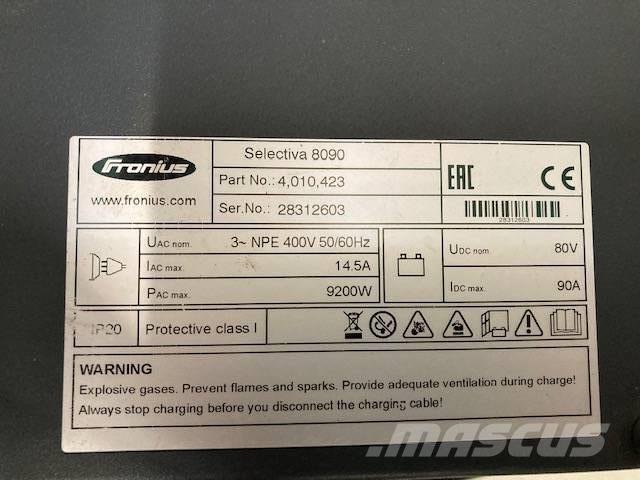 Fronius
www.fronius.com
Selectiva 8090
Part No.: 4,010,423
Ser.No.: 28312603
EAC CE
28312603
UAC nom. 3~ NPE 400V 50/60Hz
IAC max. 14.5A
PAC max. 9200W
UDC nom. 80V
IDC max. 90A
IP20 Protective class I
WARNING
Explosive gases. Prevent flames and sparks. Provide adequate ventilation during charge!
Always stop charging before you disconnect the charging cable!
mascus